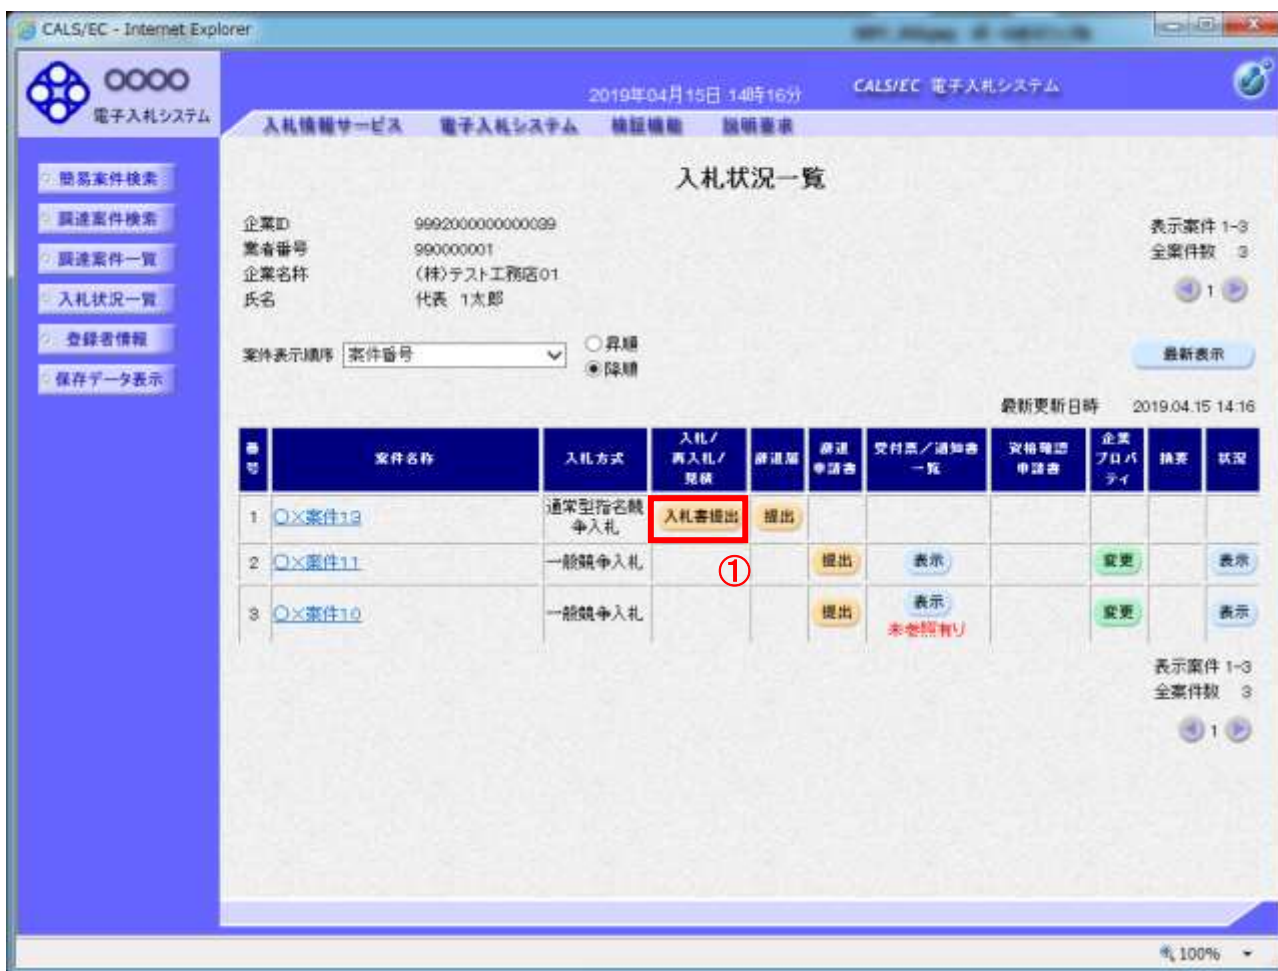 CALS/EC - Internet Explorer
○○○○
電子入札システム
2019年04月15日 14時16分
CALS/EC 電子入札システム
入札情報サービス 電子入札システム 検証機能 説明要求
簡易案件検索
調達案件検索
調達案件一覧
入札状況一覧
登録者情報
保存データ表示
入札状況一覧
企業ID 9992000000000039
業者番号 990000001
企業名称 (株)テスト工務店01
氏名 代表 1太郎
表示案件 1-3
全案件数 3
1
案件表示順序 案件番号
昇順
降順
最新表示
最新更新日時 2019.04.15 14:16
番号 案件名称 入札方式 入札/再入札/見積 辞退届 辞退申請書 受付票/通知書一覧 資格確認申請書 企業プロパティ 摘要 状況
1 ○×案件13 通常型指名競争入札 入札書提出 提出
2 ○×案件11 一般競争入札 提出 表示 変更 表示
①
3 ○×案件10 一般競争入札 提出 表示 未参照有り 変更 表示
表示案件 1-3
全案件数 3
1
100%